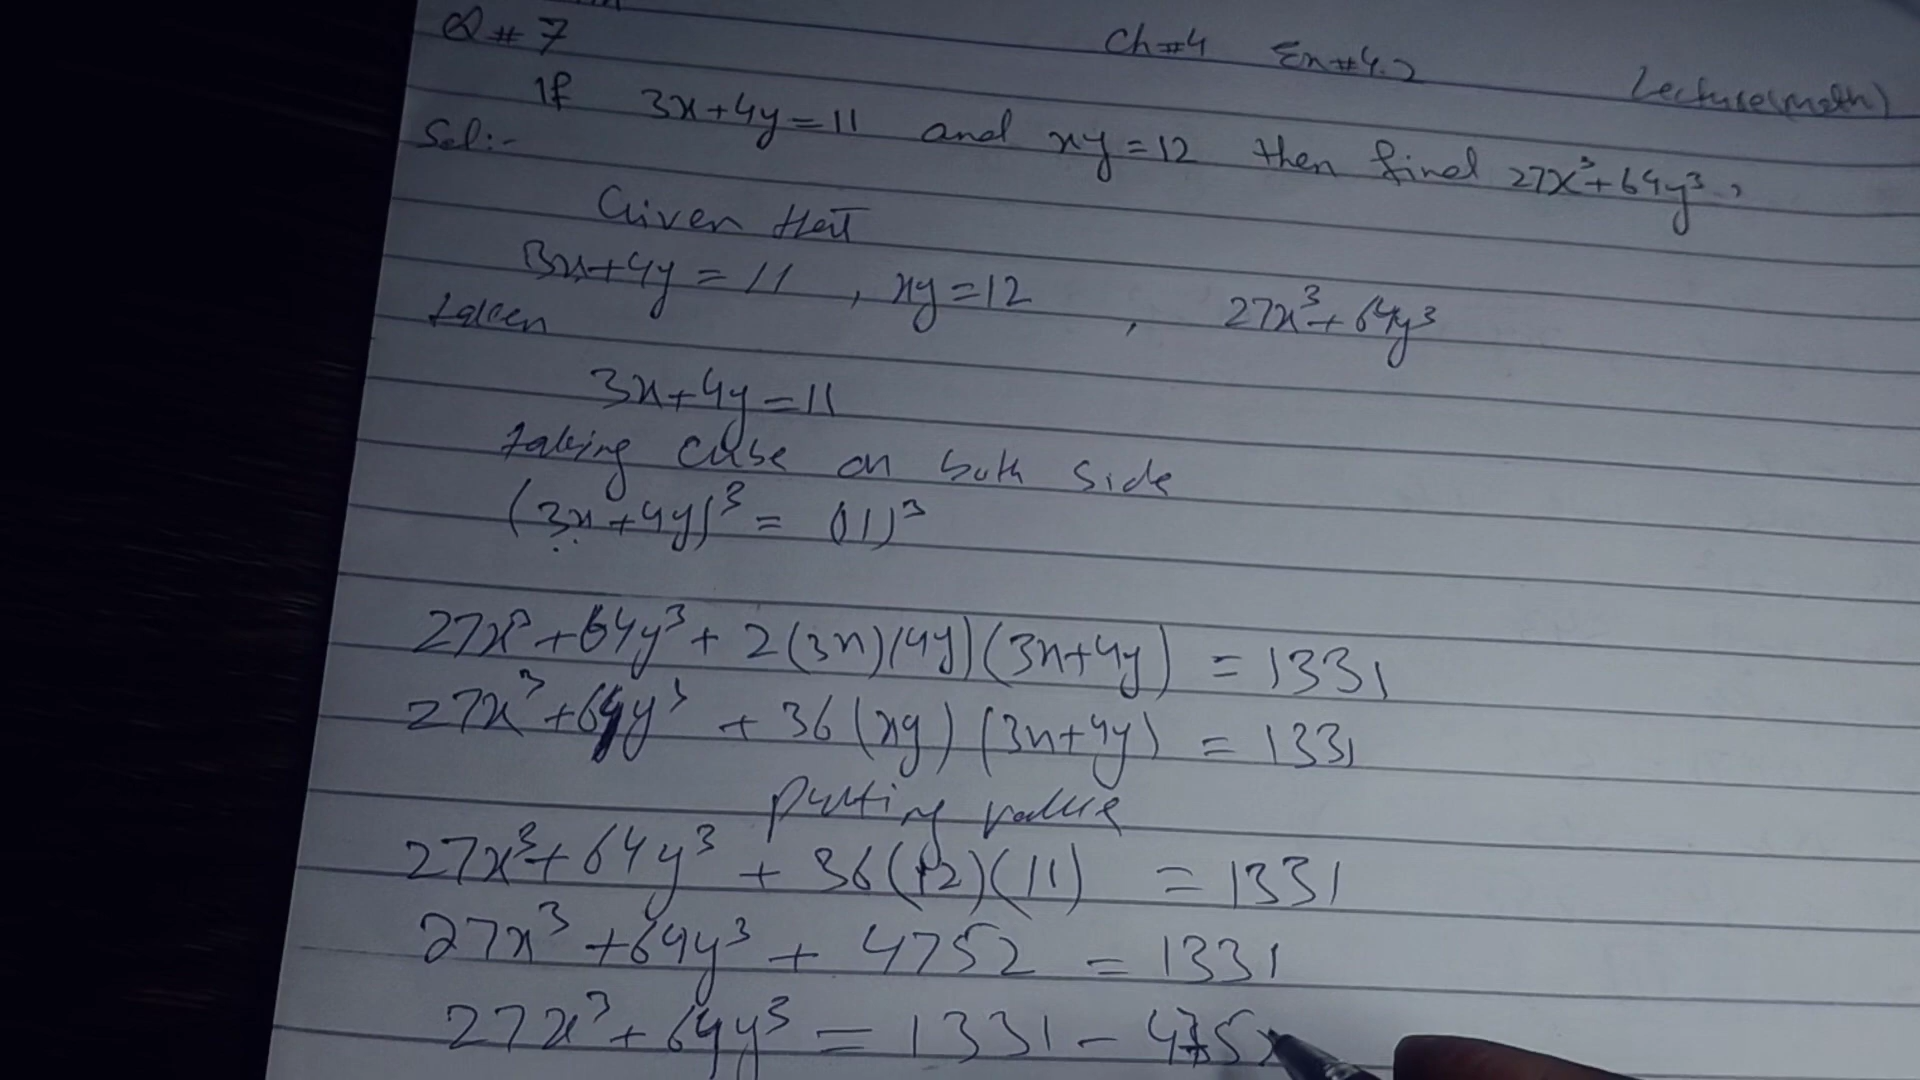 Q # 7 Ch#4 Ex#4.2 Lecture(math)
If 3x+4y=11 and xy=12 then find 27x³+64y³.
Sol:-
Given that
3x+4y=11, xy=12, 27x³+64y³
taken
3x+4y=11
taking cube on both side
(3x+4y)³ = (11)³
27x³+64y³+2(3x)(4y)(3x+4y) = 1331
27x³+64y³ + 36(xy)(3x+4y) = 1331
putting value
27x³+64y³ + 36(12)(11) = 1331
27x³+64y³ + 4752 = 1331
27x³+64y³ = 1331-475